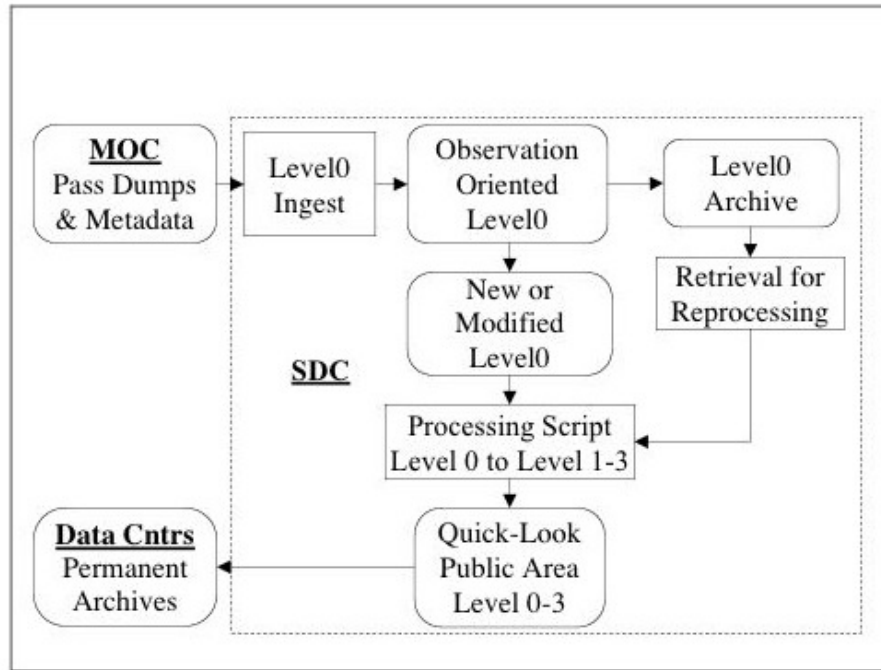 MOC
Pass Dumps
& Metadata
Level0
Ingest
Observation
Oriented
Level0
Level0
Archive
New or
Modified
Level0
Retrieval for
Reprocessing
SDC
Processing Script
Level 0 to Level 1-3
Data Cntrs
Permanent
Archives
Quick-Look
Public Area
Level 0-3